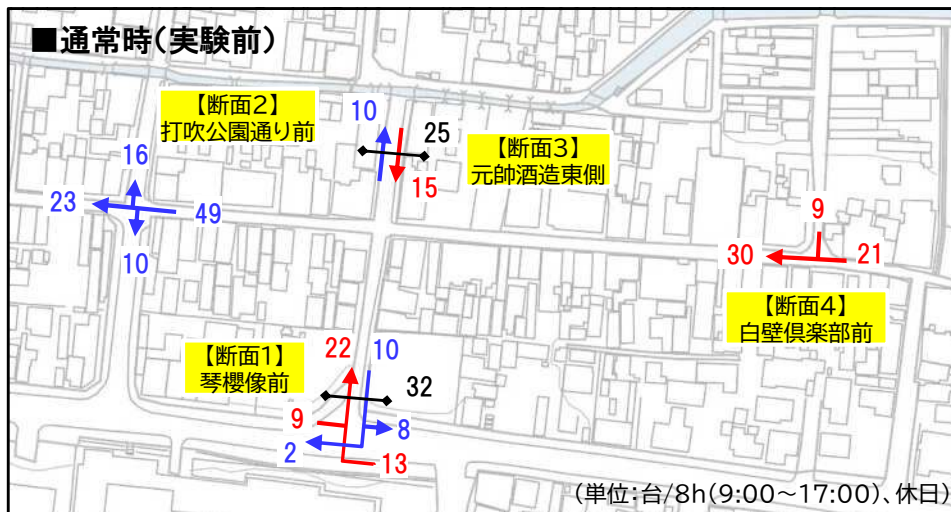 ■通常時(実験前)
【断面2】
打吹公園通り前
10
25
【断面3】
元帥酒造東側
15
16
23
49
10
9
30
21
【断面4】
白壁倶楽部前
【断面1】
琴櫻像前
22
10
32
9
8
2
13
(単位:台/8h(9:00~17:00)、休日)